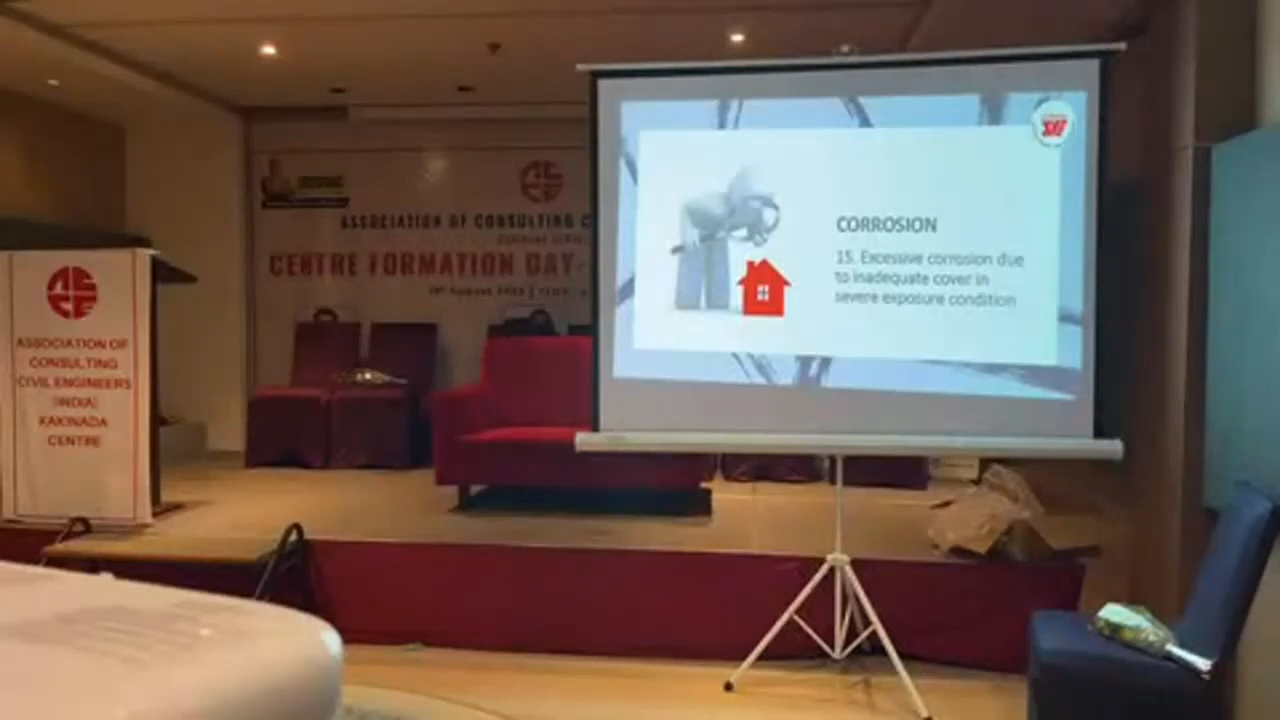 ASSOCIATION OF CONSULTING C
CENTRE FORMATION DAY-
ASSOCIATION OF
CONSULTING
CIVIL ENGINEERS
(INDIA)
KAKINADA
CENTRE
CORROSION
15. Excessive corrosion due
to inadequate cover in
severe exposure condition